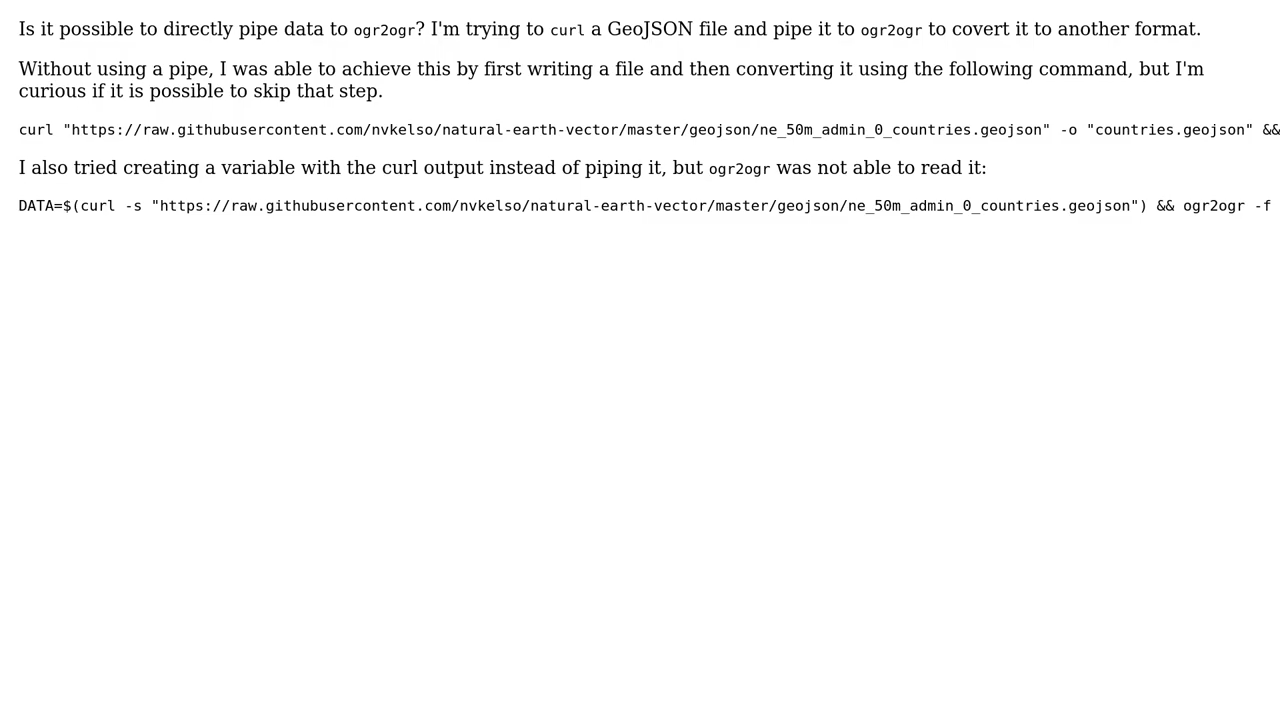 Is it possible to directly pipe data to ogr2ogr? I'm trying to curl a GeoJSON file and pipe it to ogr2ogr to covert it to another format.
Without using a pipe, I was able to achieve this by first writing a file and then converting it using the following command, but I'm
curious if it is possible to skip that step.
curl "https://raw.githubusercontent.com/nvkelso/natural-earth-vector/master/geojson/ne_50m_admin_0_countries.geojson" -o "countries.geojson" &&
I also tried creating a variable with the curl output instead of piping it, but ogr2ogr was not able to read it:
DATA=$(curl -s "https://raw.githubusercontent.com/nvkelso/natural-earth-vector/master/geojson/ne_50m_admin_0_countries.geojson") && ogr2ogr -f